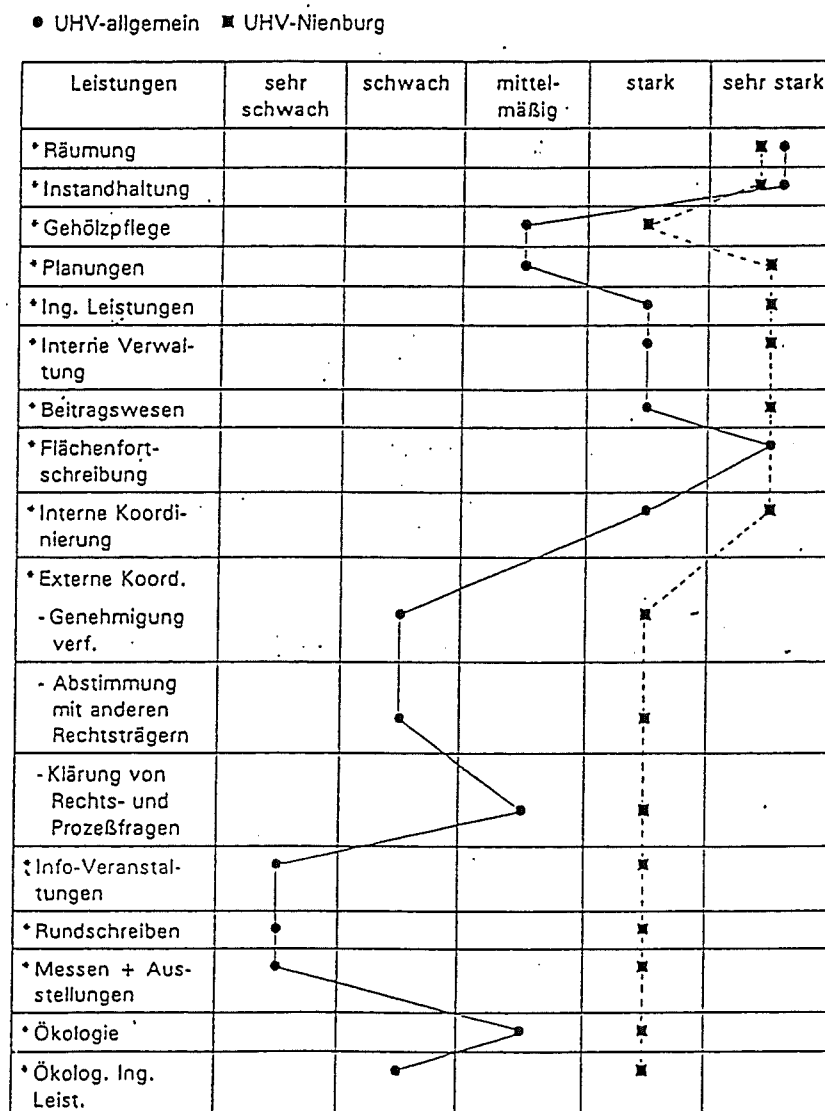 ● UHV-allgemein ✖ UHV-Nienburg
Leistungen sehr schwach schwach mittel-mäßig stark sehr stark
* Räumung
* Instandhaltung
* Gehölzpflege
* Planungen
* Ing. Leistungen
* Interne Verwal-
tung
* Beitragswesen
* Flächenfort-
schreibung
* Interne Koordi-
nierung
* Externe Koord.
- Genehmigung
verf.
- Abstimmung
mit anderen
Rechtsträgern
- Klärung von
Rechts- und
Prozeßfragen
* Info-Veranstal-
tungen
* Rundschreiben
* Messen + Aus-
stellungen
* Ökologie
* Ökolog. Ing.
Leist.